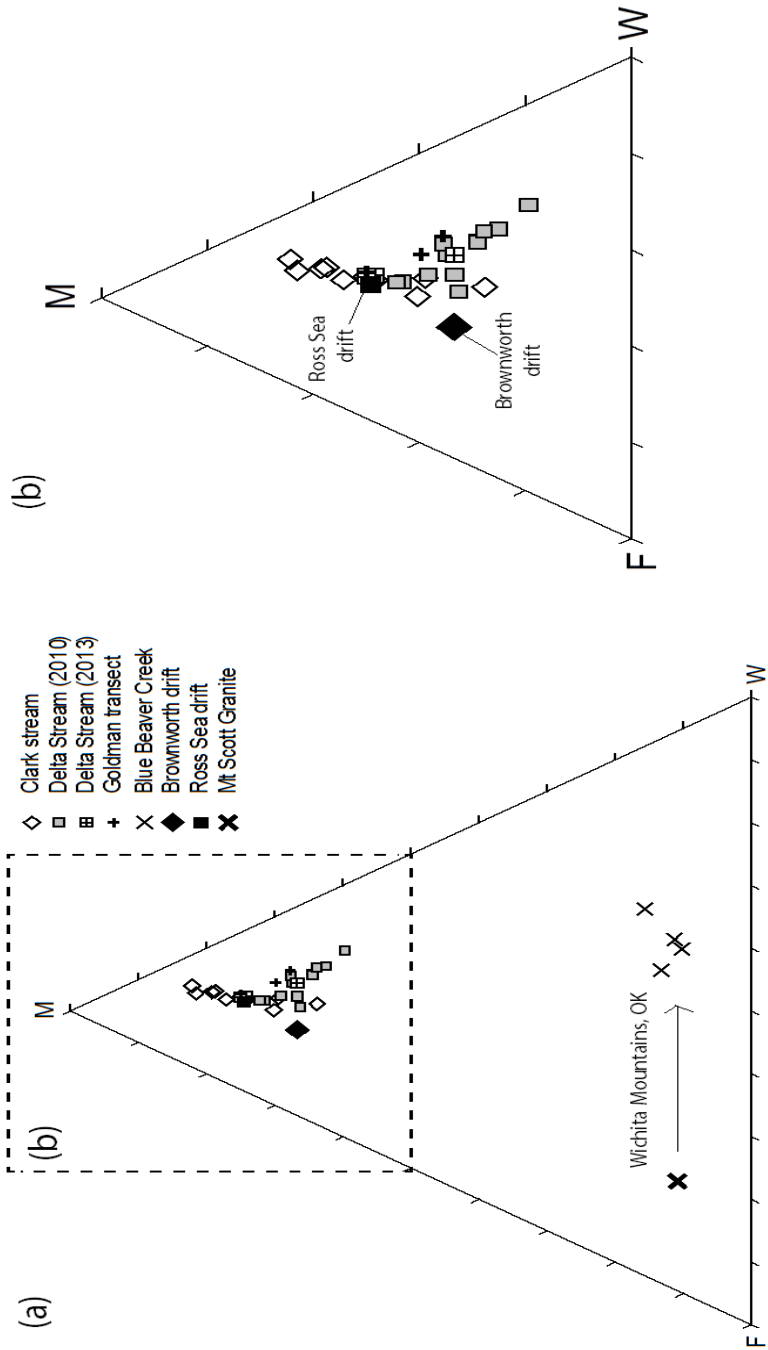 (a)
(b)
M
F
W
Clark stream
Delta Stream (2010)
Delta Stream (2013)
Goldman transect
Blue Beaver Creek
Brownworth drift
Ross Sea drift
Mt Scott Granite
Wichita Mountains, OK
(b)
M
F
W
Ross Sea
drift
Brownworth
drift